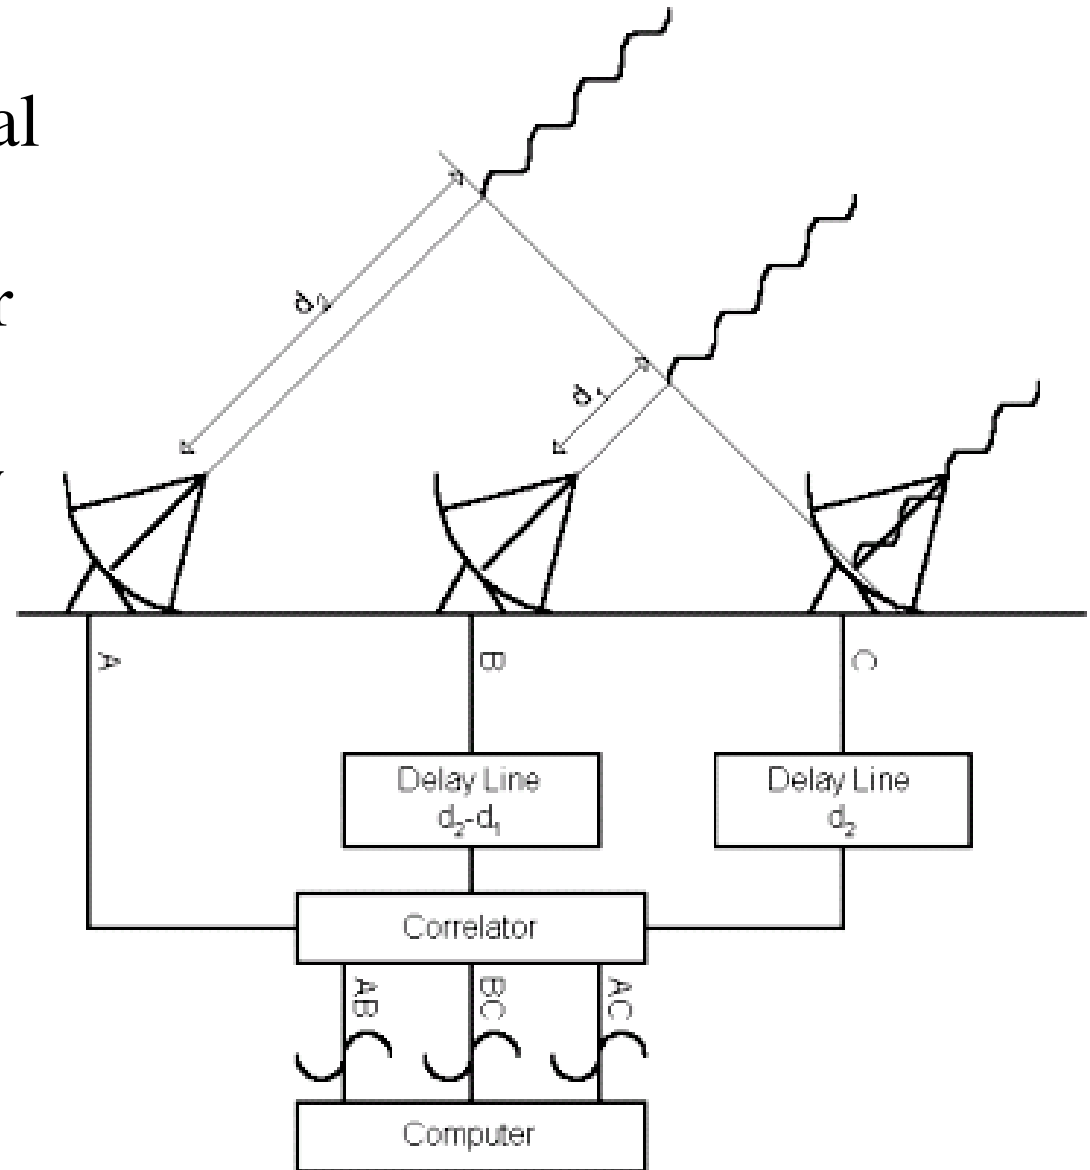 al
r
d₂
d₁
A
B
C
Delay Line
d₂-d₁
Delay Line
d₂
Correlator
AB
BC
AC
Computer